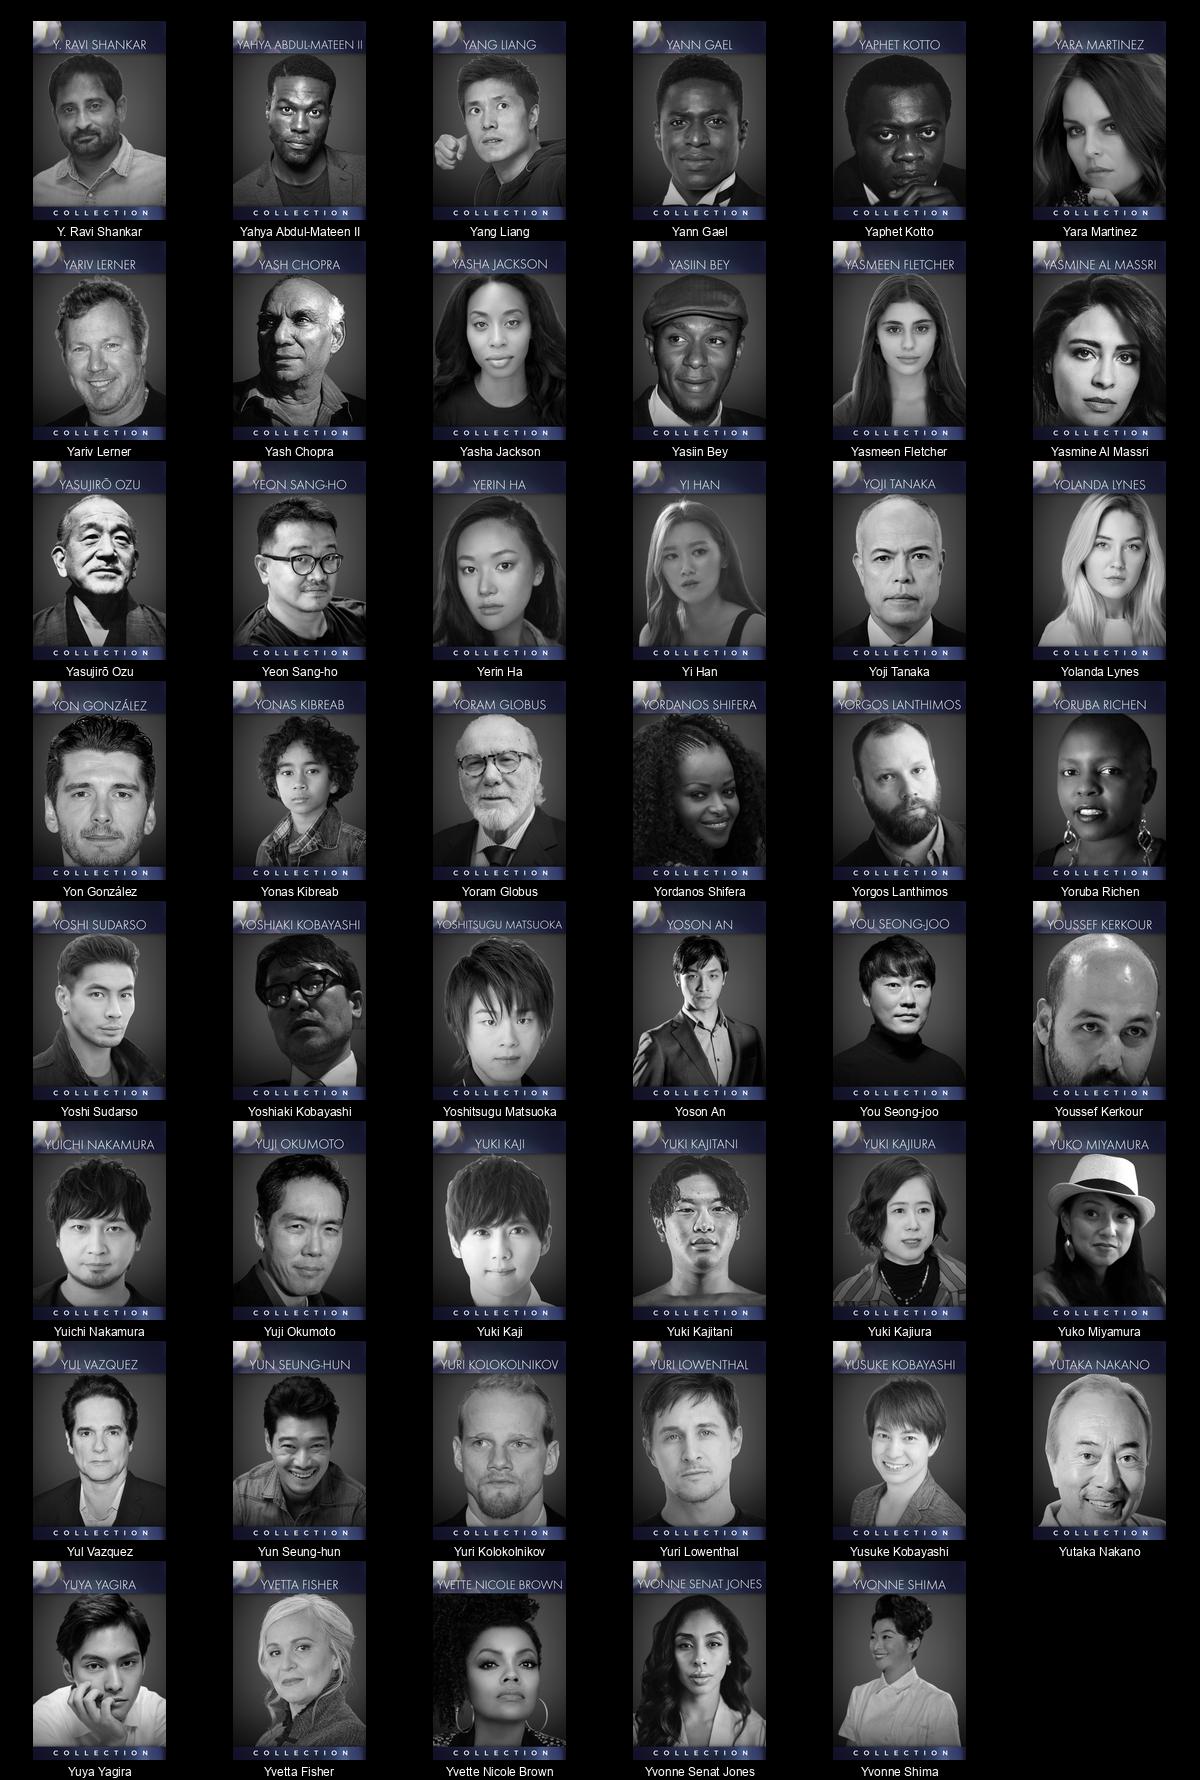 Y. RAVI SHANKAR YAHYA ABDUL-MATEEN II YANG LIANG YANN GAEL YAPHET KOTTO YARA MARTINEZ
COLLECTION COLLECTION COLLECTION COLLECTION COLLECTION COLLECTION
Y. Ravi Shankar Yahya Abdul-Mateen II Yang Liang Yann Gael Yaphet Kotto Yara Martinez
YARIV LERNER YASH CHOPRA YASHA JACKSON YASIIN BEY YASMEEN FLETCHER YASMINE AL MASSRI
COLLECTION COLLECTION COLLECTION COLLECTION COLLECTION COLLECTION
Yariv Lerner Yash Chopra Yasha Jackson Yasiin Bey Yasmeen Fletcher Yasmine Al Massri
YASUJIRŌ OZU YEON SANG-HO YERIN HA YI HAN YOJI TANAKA YOLANDA LYNES
COLLECTION COLLECTION COLLECTION COLLECTION COLLECTION COLLECTION
Yasujirō Ozu Yeon Sang-ho Yerin Ha Yi Han Yoji Tanaka Yolanda Lynes
YON GONZÁLEZ YONAS KIBREAB YORAM GLOBUS YORDANOS SHIFERA YORGOS LANTHIMOS YORUBA RICHEN
COLLECTION COLLECTION COLLECTION COLLECTION COLLECTION COLLECTION
Yon González Yonas Kibreab Yoram Globus Yordanos Shifera Yorgos Lanthimos Yoruba Richen
YOSHI SUDARSO YOSHIAKI KOBAYASHI YOSHITSUGU MATSUOKA YOSON AN YOU SEONG-JOO YOUSSEF KERKOUR
COLLECTION COLLECTION COLLECTION COLLECTION COLLECTION COLLECTION
Yoshi Sudarso Yoshiaki Kobayashi Yoshitsugu Matsuoka Yoson An You Seong-joo Youssef Kerkour
YUICHI NAKAMURA YUJI OKUMOTO YUKI KAJI YUKI KAJITANI YUKI KAJIURA YUKO MIYAMURA
COLLECTION COLLECTION COLLECTION COLLECTION COLLECTION COLLECTION
Yuichi Nakamura Yuji Okumoto Yuki Kaji Yuki Kajitani Yuki Kajiura Yuko Miyamura
YUL VAZQUEZ YUN SEUNG-HUN YURI KOLOKOLNIKOV YURI LOWENTHAL YUSUKE KOBAYASHI YUTAKA NAKANO
COLLECTION COLLECTION COLLECTION COLLECTION COLLECTION COLLECTION
Yul Vazquez Yun Seung-hun Yuri Kolokolnikov Yuri Lowenthal Yusuke Kobayashi Yutaka Nakano
YUYA YAGIRA YVETTA FISHER YVETTE NICOLE BROWN YVONNE SENAT JONES YVONNE SHIMA
COLLECTION COLLECTION COLLECTION COLLECTION COLLECTION
Yuya Yagira Yvetta Fisher Yvette Nicole Brown Yvonne Senat Jones Yvonne Shima